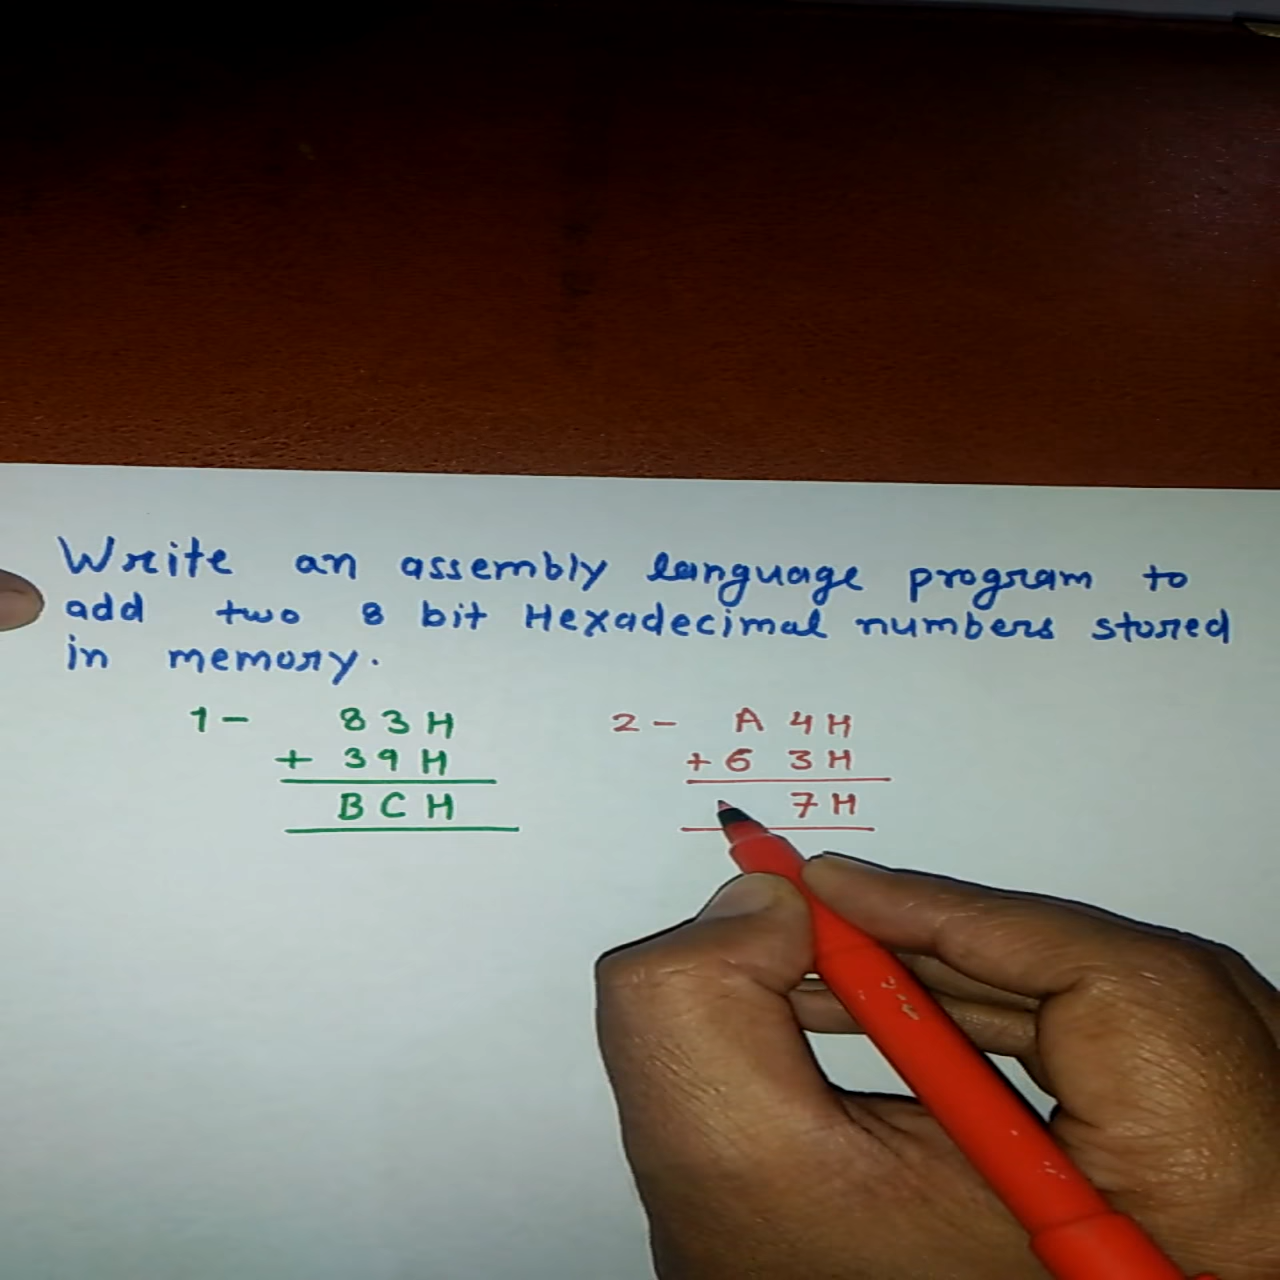 Write an assembly language program to
add two 8 bit Hexadecimal numbers stored
in memory.
1 - 83H 2 - A4H
+ 39H + 63H
BCH 7H